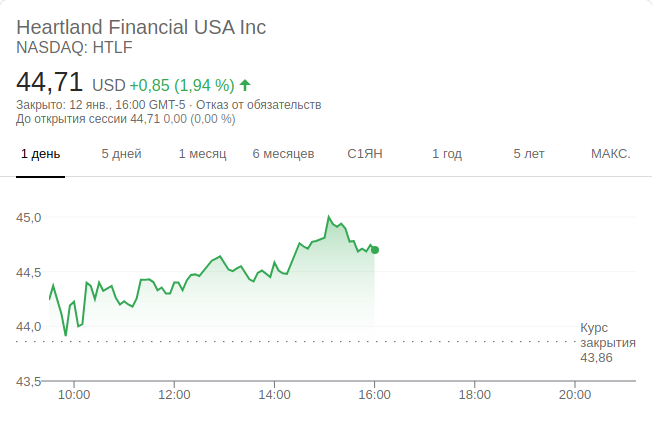 Heartland Financial USA Inc
NASDAQ: HTLF
44,71 USD +0,85 (1,94 %)
Закрыто: 12 янв., 16:00 GMT-5 · Отказ от обязательств
До открытия сессии 44,71 0,00 (0,00 %)
1 день 5 дней 1 месяц 6 месяцев С1ЯН 1 год 5 лет МАКС.
45,0
44,5
44,0
Курс
закрытия
43,86
43,5
10:00 12:00 14:00 16:00 18:00 20:00